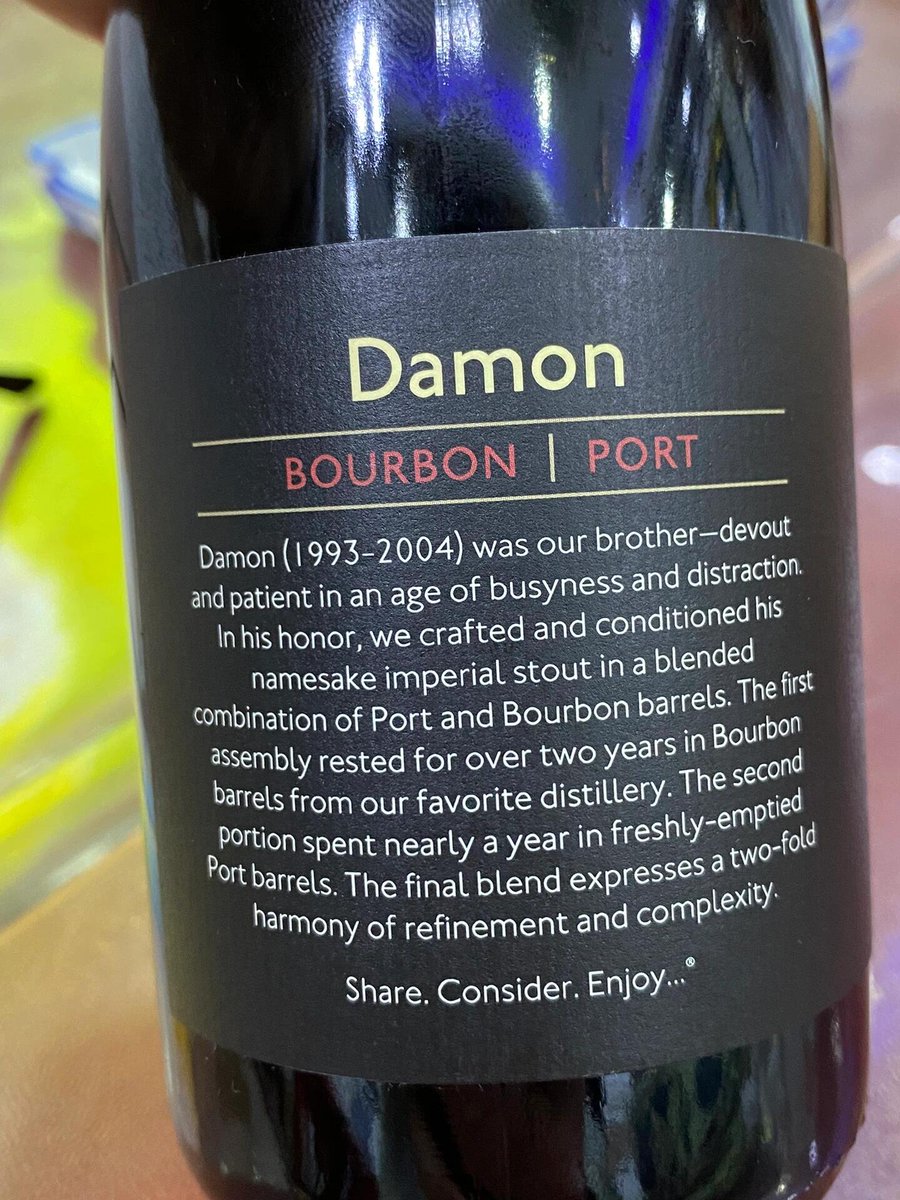 Damon
BOURBON | PORT
Damon (1993-2004) was our brother—devout
and patient in an age of busyness and distraction.
In his honor, we crafted and conditioned his
namesake imperial stout in a blended
combination of Port and Bourbon barrels. The first
assembly rested for over two years in Bourbon
barrels from our favorite distillery. The second
portion spent nearly a year in freshly-emptied
Port barrels. The final blend expresses a two-fold
harmony of refinement and complexity.
Share. Consider. Enjoy...®